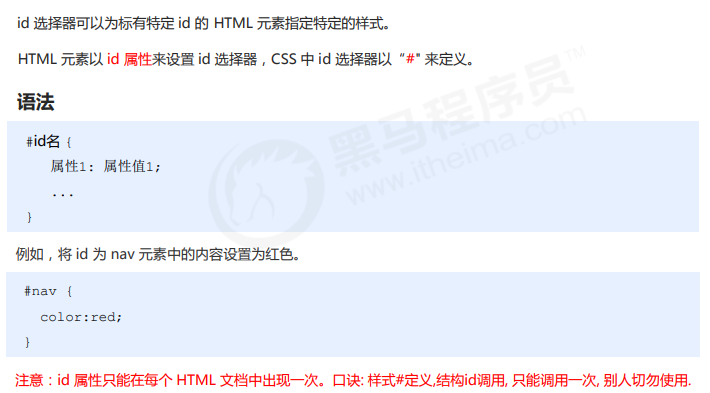 id 选择器可以为标有特定 id 的 HTML 元素指定特定的样式。
HTML 元素以 id 属性来设置 id 选择器，CSS 中 id 选择器以“#" 来定义。
语法
#id名 {
属性1: 属性值1;
...
}
例如，将 id 为 nav 元素中的内容设置为红色。
#nav {
color:red;
}
注意：id 属性只能在每个 HTML 文档中出现一次。口诀: 样式#定义,结构id调用, 只能调用一次, 别人切勿使用.
黑马程序员™
www.itheima.com